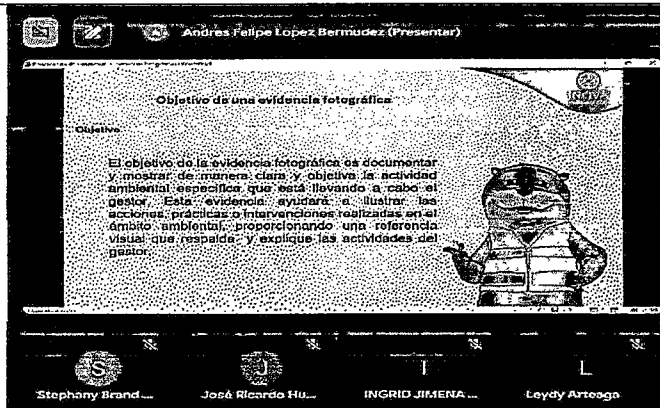 Andres Felipe Lopez Bermudez (Presentar)
Objetivo de una evidencia fotográfica
Objetivo
El objetivo de la evidencia fotográfica es documentar
y mostrar de manera clara y objetiva la actividad
ambiental específica que está llevando a cabo el
gestor. Esta evidencia ayudará a ilustrar las
acciones, prácticas o intervenciones realizadas en el
ámbito ambiental, proporcionando una referencia
visual que respalde y explique las actividades del
gestor.
S
J
I
L
Stephany Brand...
José Ricardo Hu...
INGRID JIMENA ...
Leydy Arteaga